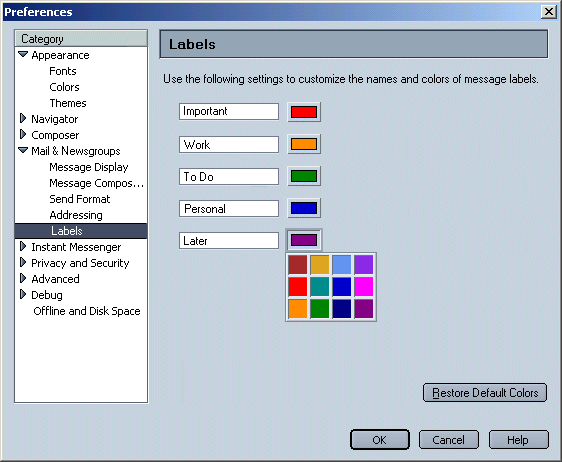 Preferences
Category
Appearance
Fonts
Colors
Themes
Navigator
Composer
Mail & Newsgroups
Message Display
Message Compos...
Send Format
Addressing
Labels
Instant Messenger
Privacy and Security
Advanced
Debug
Offline and Disk Space
Labels
Use the following settings to customize the names and colors of message labels.
Important
Work
To Do
Personal
Later
Restore Default Colors
OK Cancel Help